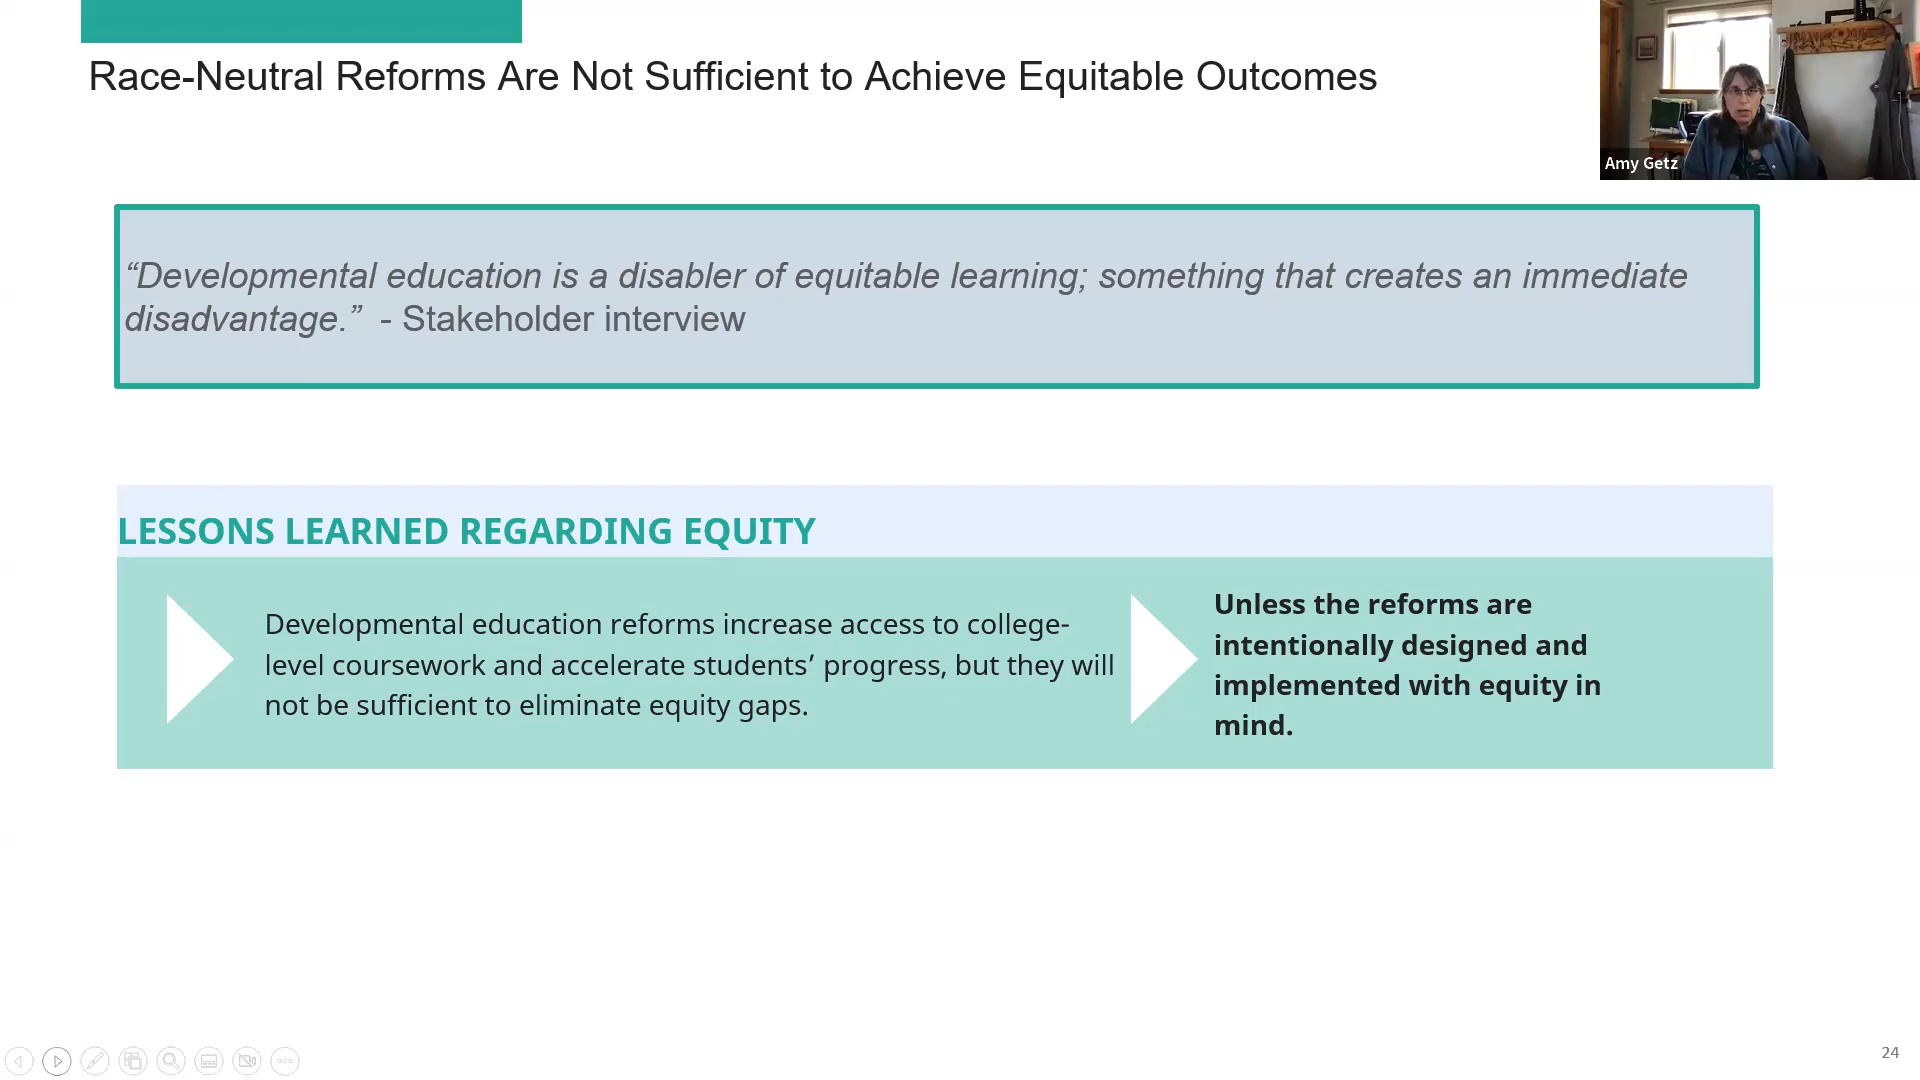 Race-Neutral Reforms Are Not Sufficient to Achieve Equitable Outcomes
Amy Getz
“Developmental education is a disabler of equitable learning; something that creates an immediate
disadvantage.”  - Stakeholder interview
LESSONS LEARNED REGARDING EQUITY
Developmental education reforms increase access to college-
level coursework and accelerate students’ progress, but they will
not be sufficient to eliminate equity gaps.
Unless the reforms are
intentionally designed and
implemented with equity in
mind.
24